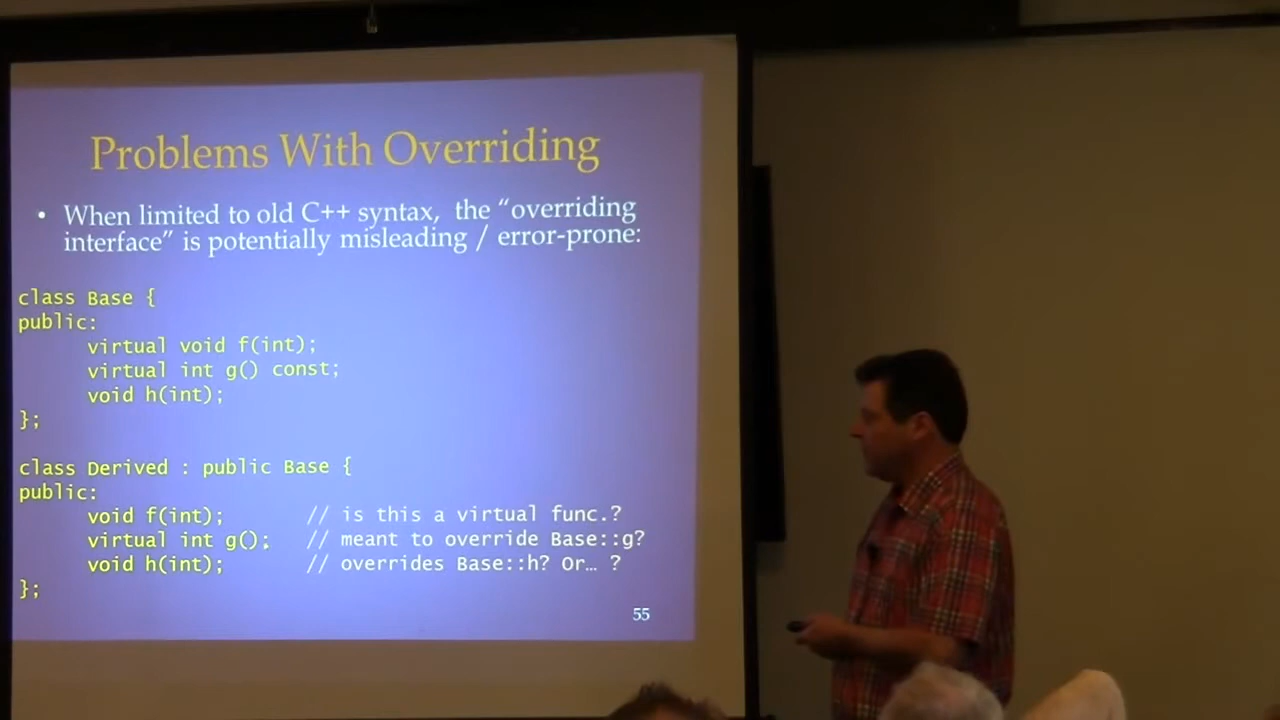 Problems With Overriding
• When limited to old C++ syntax, the “overriding
interface” is potentially misleading / error-prone:
class Base {
public:
virtual void f(int);
virtual int g() const;
void h(int);
};
class Derived : public Base {
public:
void f(int); // is this a virtual func.?
virtual int g(); // meant to override Base::g?
void h(int); // overrides Base::h? Or… ?
};
55